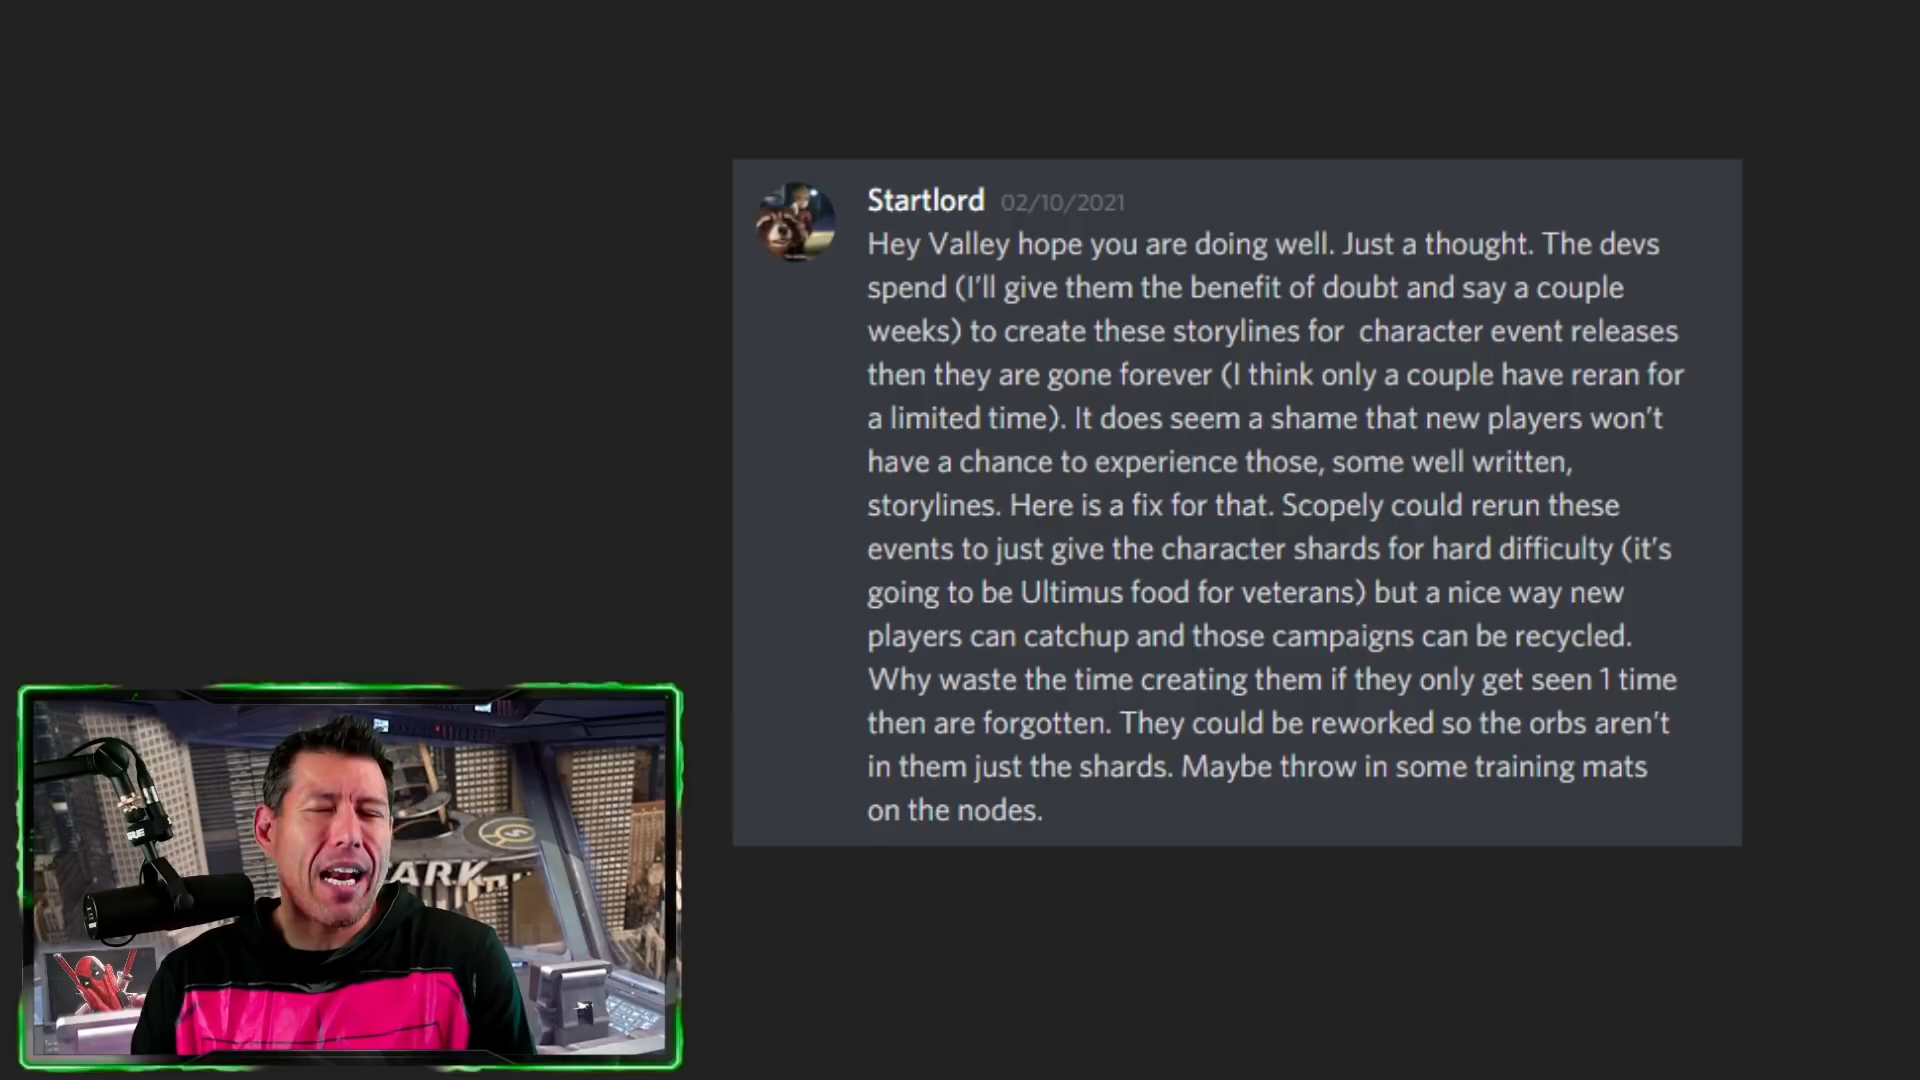 Startlord 02/10/2021
Hey Valley hope you are doing well. Just a thought. The devs
spend (I'll give them the benefit of doubt and say a couple
weeks) to create these storylines for  character event releases
then they are gone forever (I think only a couple have reran for
a limited time). It does seem a shame that new players won't
have a chance to experience those, some well written,
storylines. Here is a fix for that. Scopely could rerun these
events to just give the character shards for hard difficulty (it's
going to be Ultimus food for veterans) but a nice way new
players can catchup and those campaigns can be recycled.
Why waste the time creating them if they only get seen 1 time
then are forgotten. They could be reworked so the orbs aren't
in them just the shards. Maybe throw in some training mats
on the nodes.
ARK